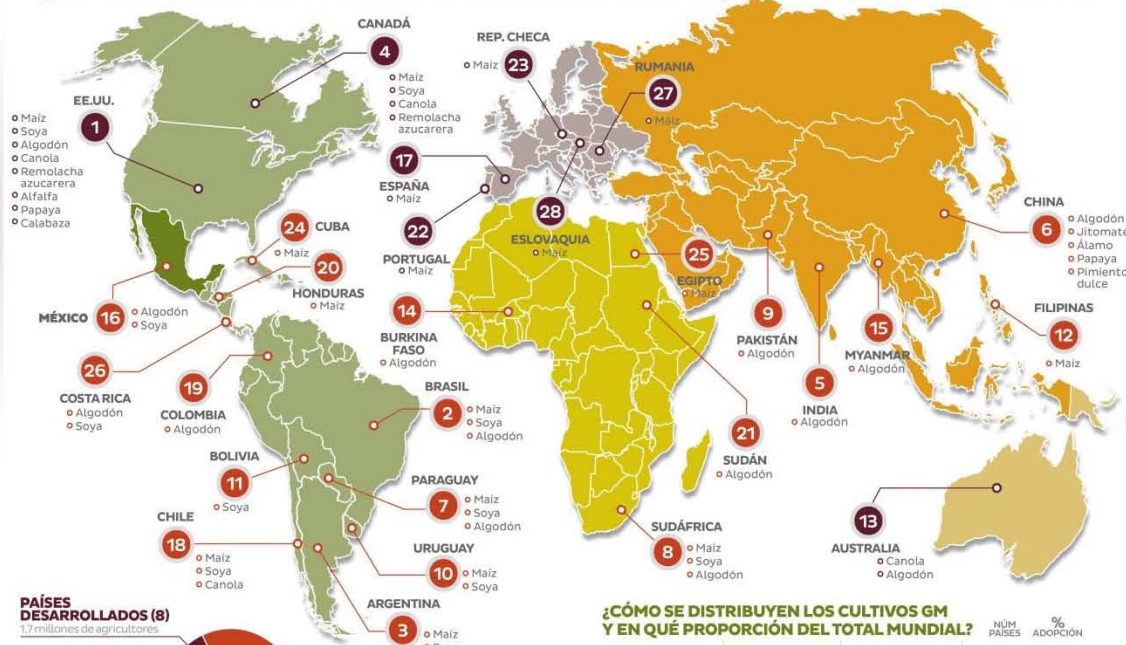 CANADÁ
4
Maíz
Soya
Canola
Remolacha
azucarera
EE.UU.
1
Maíz
Soya
Algodón
Canola
Remolacha
azucarera
Alfalfa
Papaya
Calabaza
REP. CHECA
23
Maíz
RUMANIA
27
Maíz
17
ESPAÑA
Maíz
22
PORTUGAL
Maíz
28
ESLOVAQUIA
Maíz
25
EGIPTO
Maíz
CHINA
6
Algodón
Jitomate
Álamo
Papaya
Pimiento
dulce
24 CUBA
Maíz
20
HONDURAS
Maíz
MÉXICO 16
Algodón
Soya
26
COSTA RICA
Algodón
Soya
19
COLOMBIA
Algodón
14
BURKINA
FASO
Algodón
9
PAKISTÁN
Algodón
15
MYANMAR
Algodón
FILIPINAS
12
Maíz
5
INDIA
Algodón
BRASIL
2
Maíz
Soya
Algodón
21
SUDÁN
Algodón
BOLIVIA
11
Soya
PARAGUAY
7
Maíz
Soya
Algodón
CHILE
18
Maíz
Soya
Canola
URUGUAY
10
Maíz
Soya
SUDÁFRICA
8
Maíz
Soya
Algodón
13
AUSTRALIA
Canola
Algodón
ARGENTINA
3
Maíz
PAÍSES
DESARROLLADOS (8)
1.7 millones de agricultores
¿CÓMO SE DISTRIBUYEN LOS CULTIVOS GM
Y EN QUÉ PROPORCIÓN DEL TOTAL MUNDIAL?
NÚM
PAÍSES
%
ADOPCIÓN